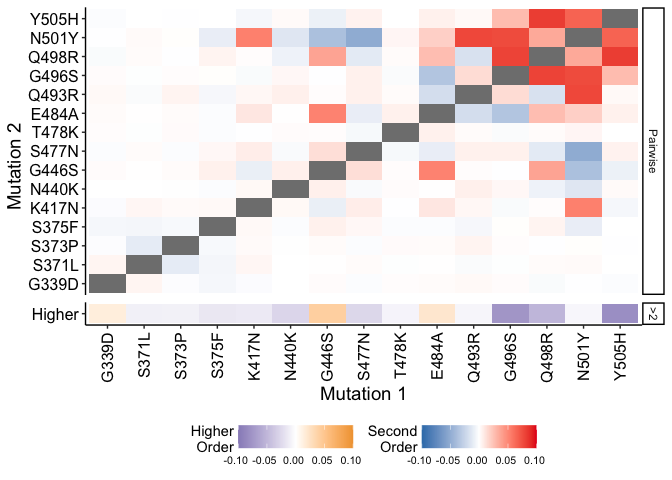 Y505H
N501Y
Q498R
G496S
Q493R
E484A
T478K
S477N
G446S
N440K
K417N
S375F
S373P
S371L
G339D
Higher
Mutation 2
Pairwise
>2
G339D
S371L
S373P
S375F
K417N
N440K
G446S
S477N
T478K
E484A
Q493R
G496S
Q498R
N501Y
Y505H
Mutation 1
Higher
Order
-0.10 -0.05 0.00 0.05 0.10
Second
Order
-0.10 -0.05 0.00 0.05 0.10